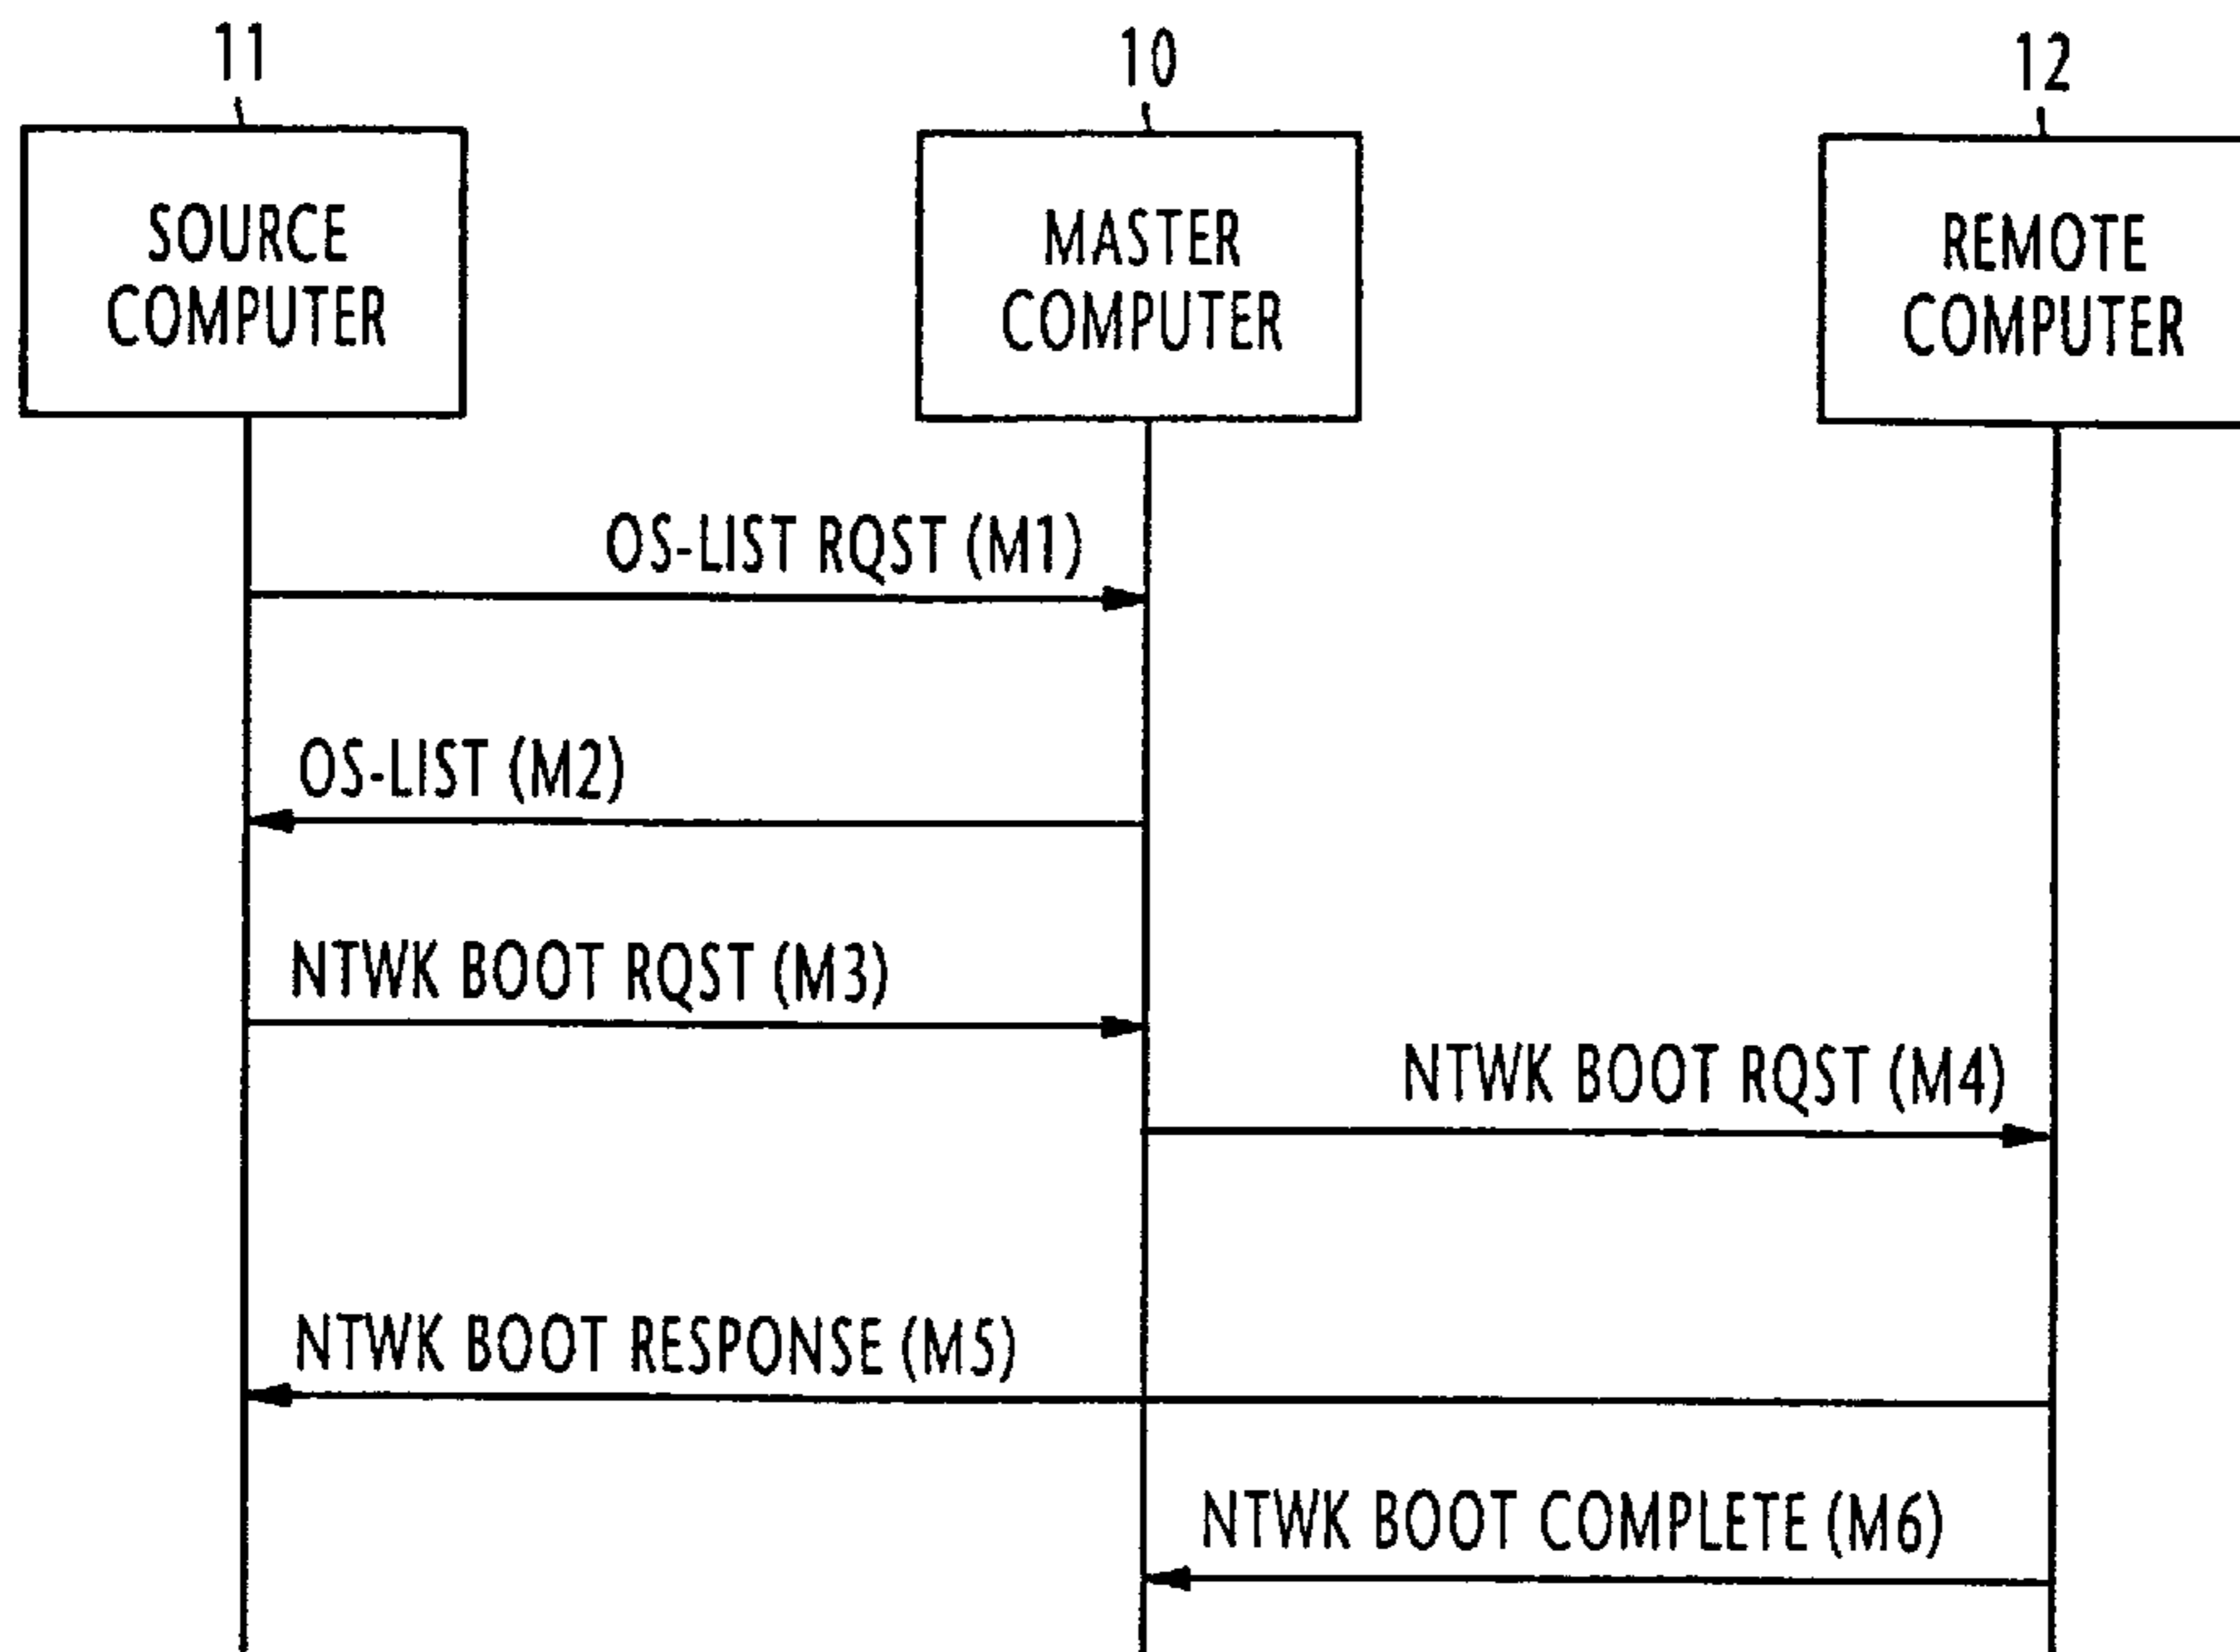 11
10
12
SOURCE
COMPUTER
MASTER
COMPUTER
REMOTE
COMPUTER
OS-LIST RQST (M1)
OS-LIST (M2)
NTWK BOOT RQST (M3)
NTWK BOOT RQST (M4)
NTWK BOOT RESPONSE (M5)
NTWK BOOT COMPLETE (M6)